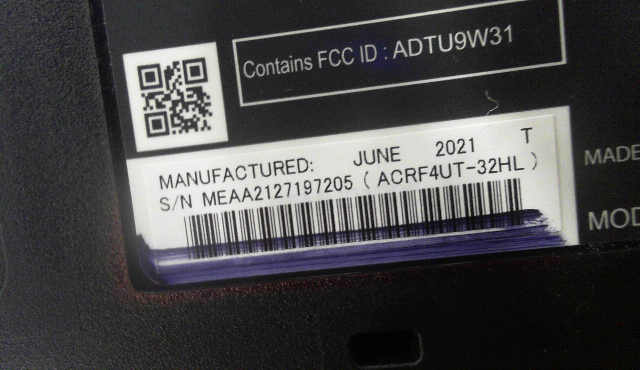 Contains FCC ID : ADTU9W31
MANUFACTURED: JUNE 2021 T
S/N MEAA2127197205 ( ACRF4UT-32HL )
MADE
MOD